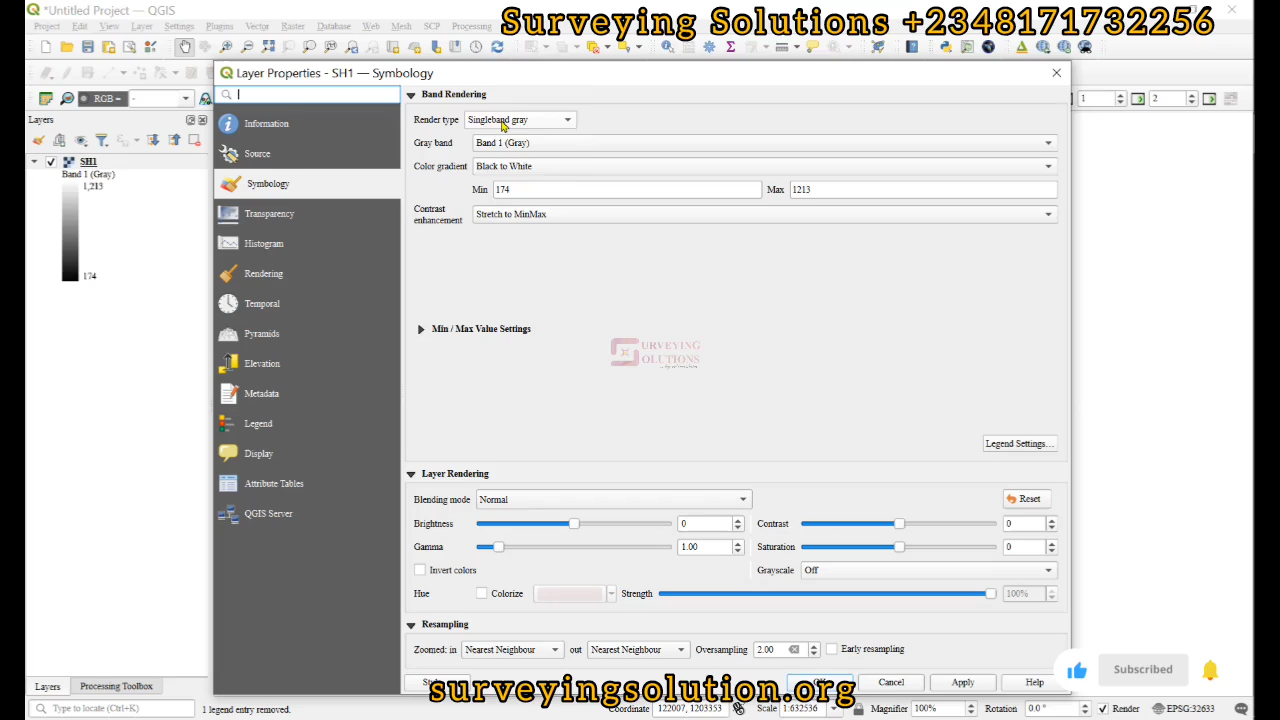 *Untitled Project — QGIS
Surveying Solutions +2348171732256
Project Edit View Layer Settings Plugins Vector Raster Database Web Mesh SCP Processing
Layer Properties - SH1 — Symbology
RGB
-
1
2
Layers
SH1
Band 1 (Gray)
1,213
174
Information
Source
Symbology
Transparency
Histogram
Rendering
Temporal
Pyramids
Elevation
Metadata
Legend
Display
Attribute Tables
QGIS Server
Band Rendering
Render type Singleband gray
Gray band Band 1 (Gray)
Color gradient Black to White
Min 174 Max 1213
Contrast
enhancement Stretch to MinMax
Min / Max Value Settings
SURVEYING
SOLUTIONS
Legend Settings...
Layer Rendering
Blending mode Normal Reset
Brightness 0 Contrast 0
Gamma 1.00 Saturation 0
Invert colors Grayscale Off
Hue Colorize Strength 100%
Resampling
Zoomed: in Nearest Neighbour out Nearest Neighbour Oversampling 2.00 Early resampling
Subscribed
Cancel Apply Help
surveyingsolution.org
Layers Processing Toolbox
Type to locate (Ctrl+K) 1 legend entry removed. Coordinate 122007, 1203353 Scale 1:632536 Magnifier 100% Rotation 0.0 ° Render EPSG:32633